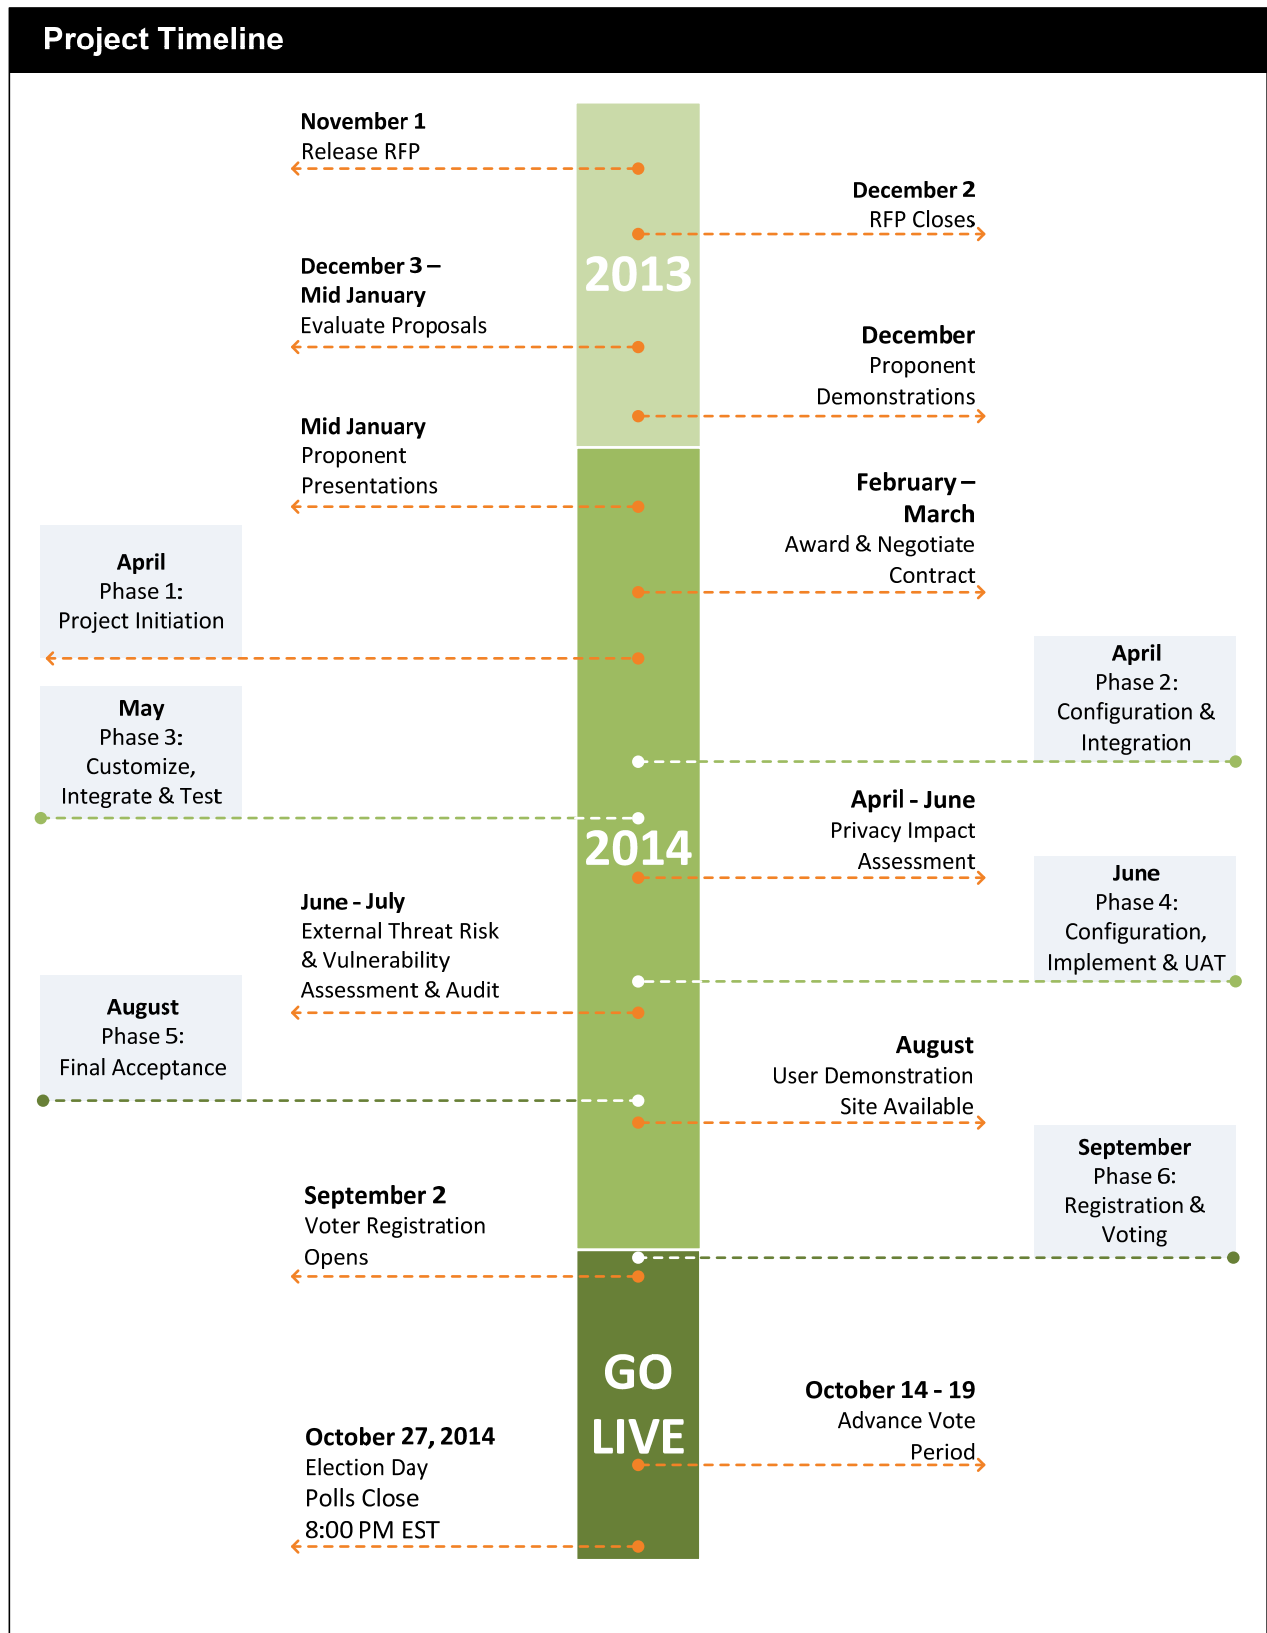 Project Timeline
November 1
Release RFP
December 2
RFP Closes
2013
December 3 –
Mid January
Evaluate Proposals
December
Proponent
Demonstrations
Mid January
Proponent
Presentations
February –
March
Award & Negotiate
Contract
April
Phase 1:
Project Initiation
April
Phase 2:
Configuration &
Integration
May
Phase 3:
Customize,
Integrate & Test
2014
April - June
Privacy Impact
Assessment
June
Phase 4:
Configuration,
Implement & UAT
June - July
External Threat Risk
& Vulnerability
Assessment & Audit
August
Phase 5:
Final Acceptance
August
User Demonstration
Site Available
September
Phase 6:
Registration &
Voting
September 2
Voter Registration
Opens
GO
LIVE
October 14 - 19
Advance Vote
Period
October 27, 2014
Election Day
Polls Close
8:00 PM EST